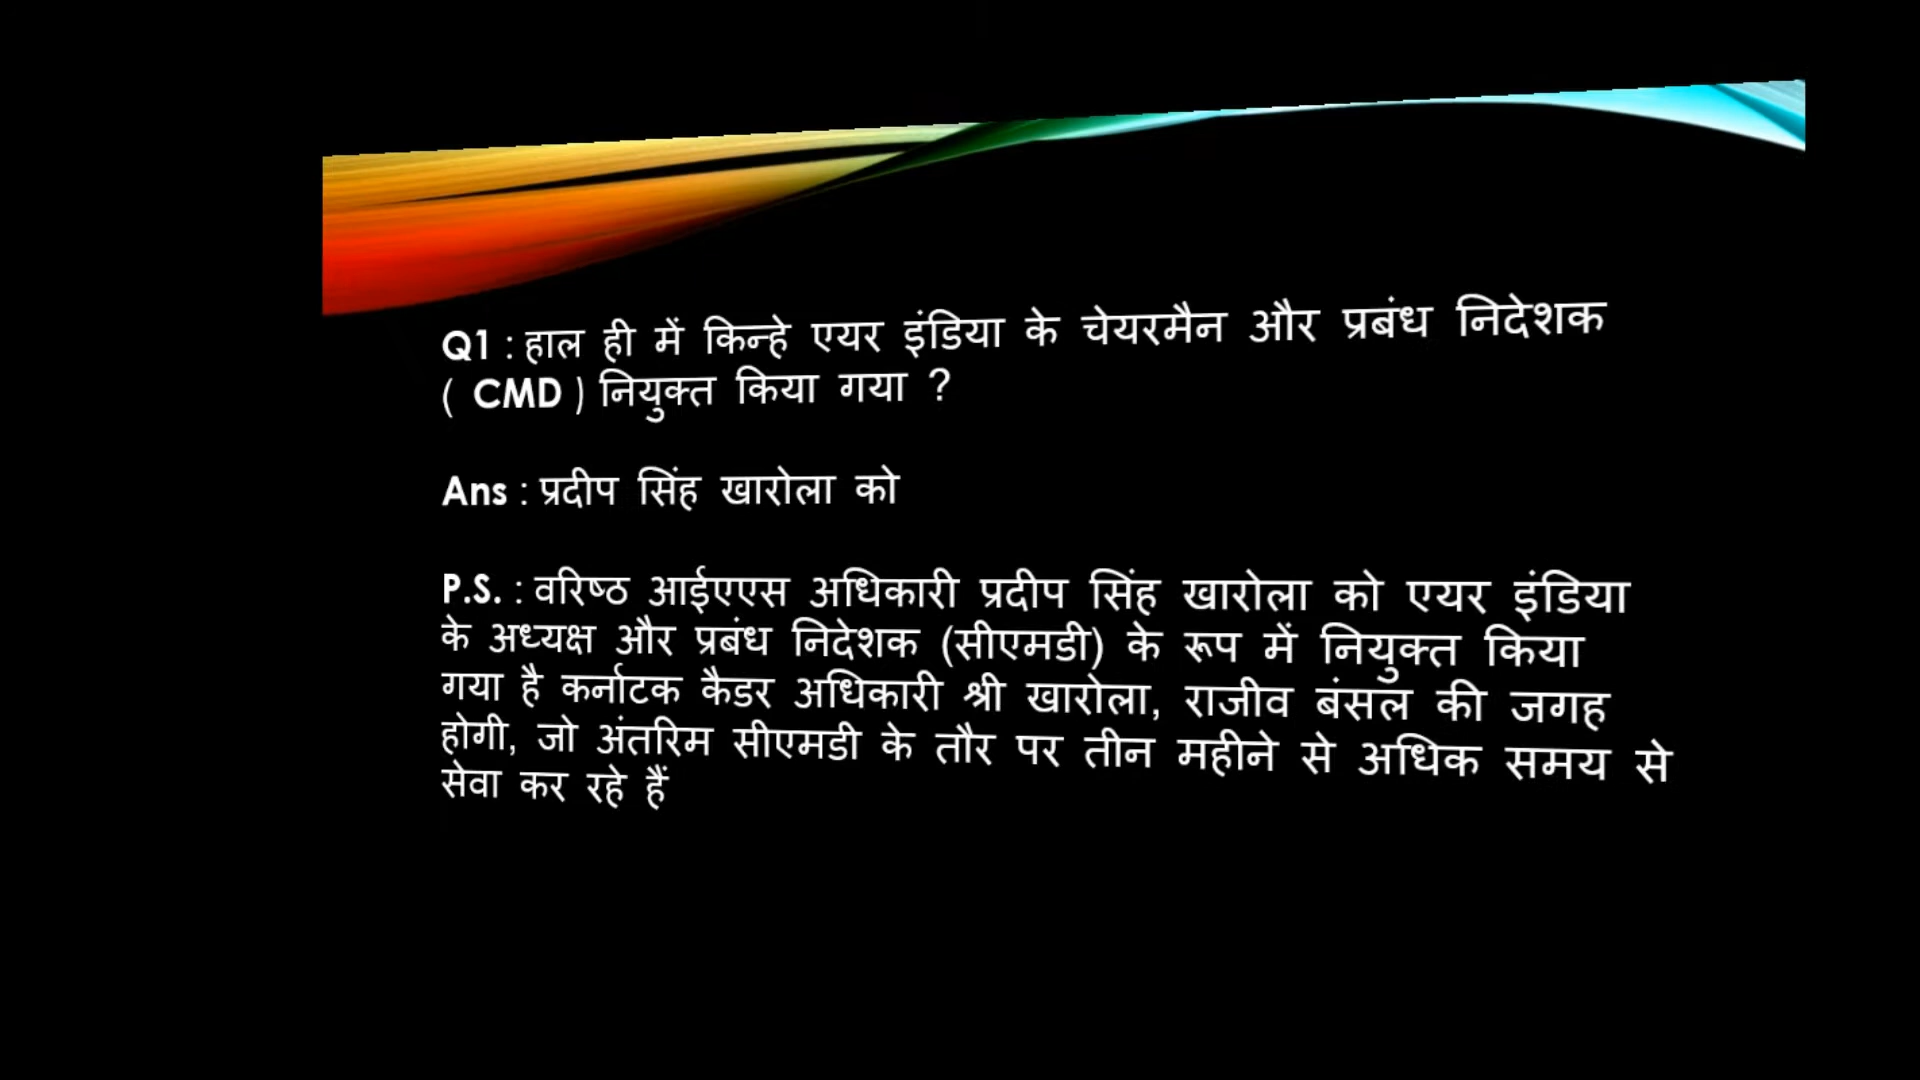 Q1 : हाल ही में किन्हे एयर इंडिया के चेयरमैन और प्रबंध निदेशक
( CMD ) नियुक्त किया गया ?
Ans : प्रदीप सिंह खारोला को
P.S. : वरिष्ठ आईएएस अधिकारी प्रदीप सिंह खारोला को एयर इंडिया
के अध्यक्ष और प्रबंध निदेशक (सीएमडी) के रूप में नियुक्त किया
गया है कर्नाटक कैडर अधिकारी श्री खारोला, राजीव बंसल की जगह
होगी, जो अंतरिम सीएमडी के तौर पर तीन महीने से अधिक समय से
सेवा कर रहे हैं